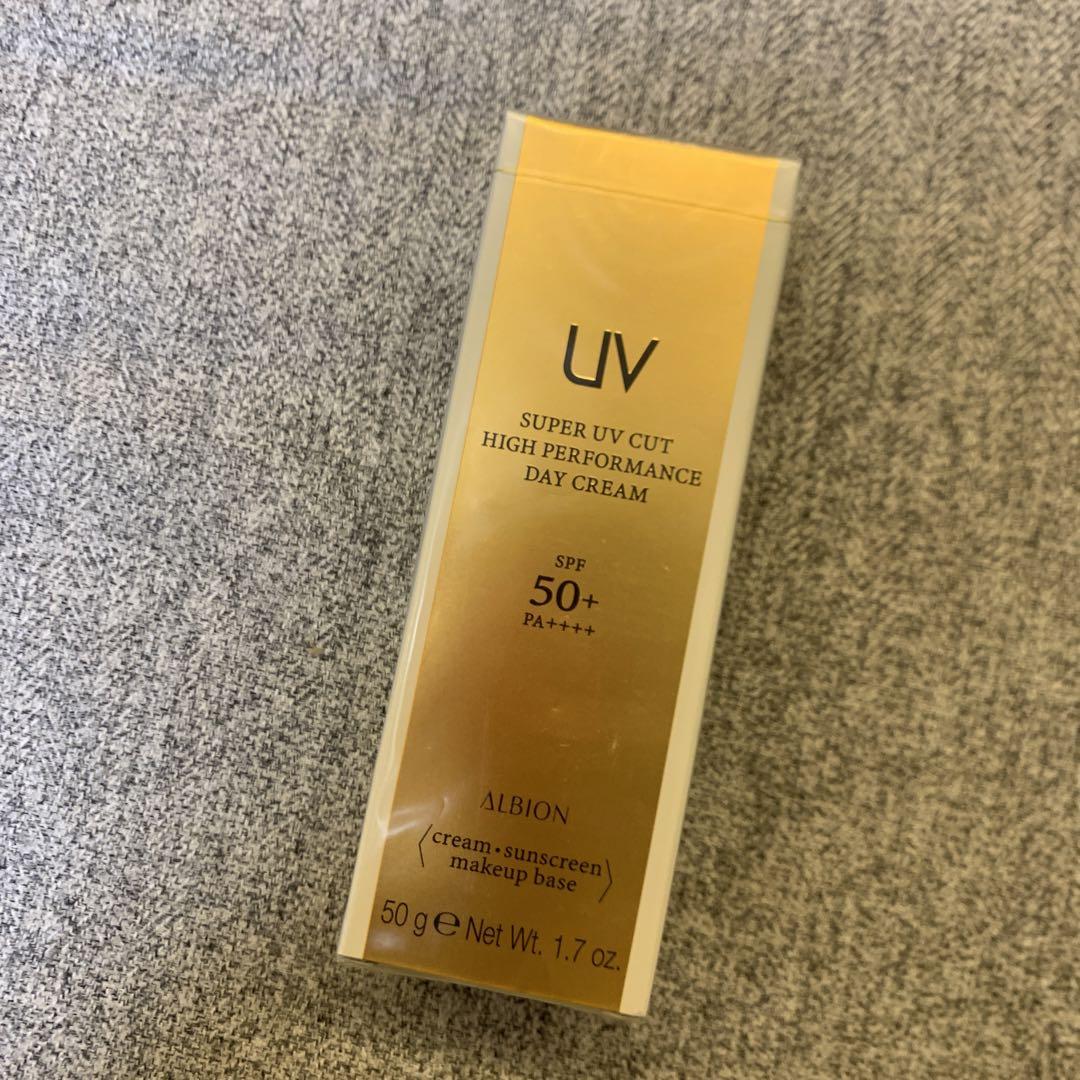 UV
SUPER UV CUT
HIGH PERFORMANCE
DAY CREAM
SPF
50+
PA++++
ALBION
〈cream・sunscreen
makeup base〉
50 g ℮ Net Wt. 1.7 oz.